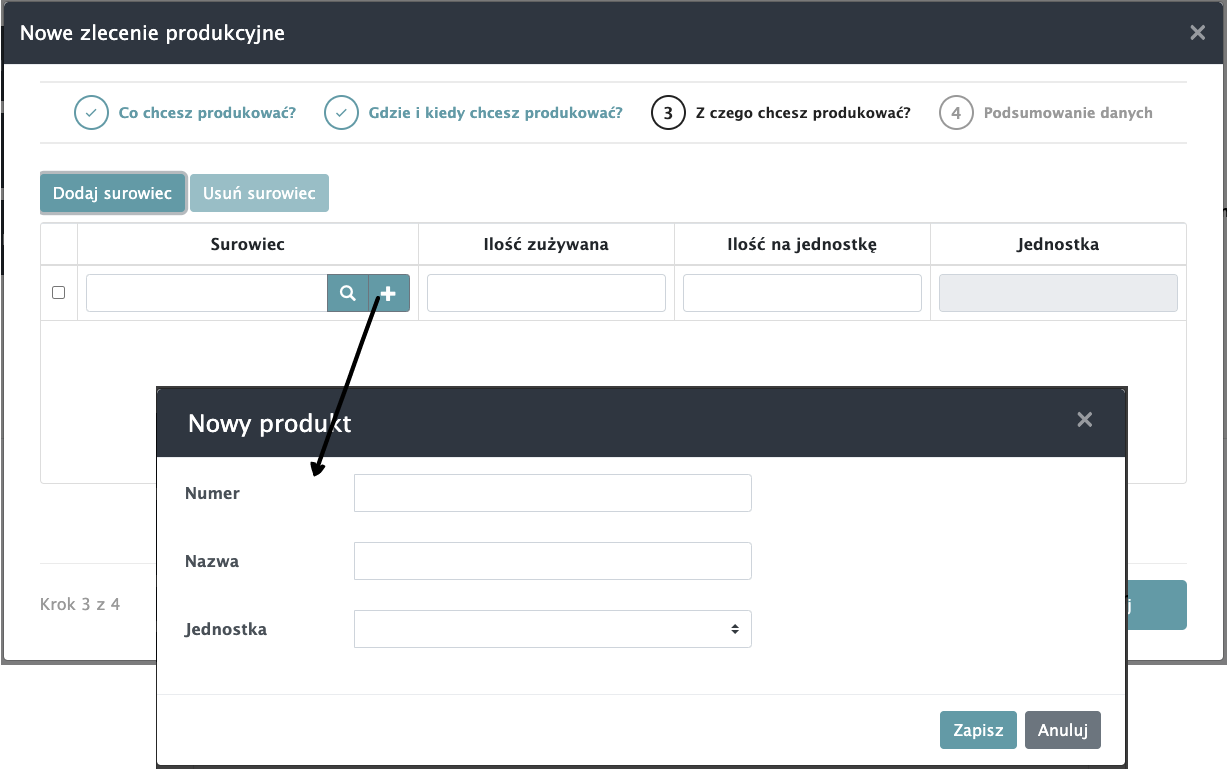 Nowe zlecenie produkcyjne
Co chcesz produkować? Gdzie i kiedy chcesz produkować? 3 Z czego chcesz produkować? 4 Podsumowanie danych
Dodaj surowiec Usuń surowiec
Surowiec Ilość zużywana Ilość na jednostkę Jednostka
Nowy produkt
Numer
Nazwa
Jednostka
Krok 3 z 4
Zapisz Anuluj